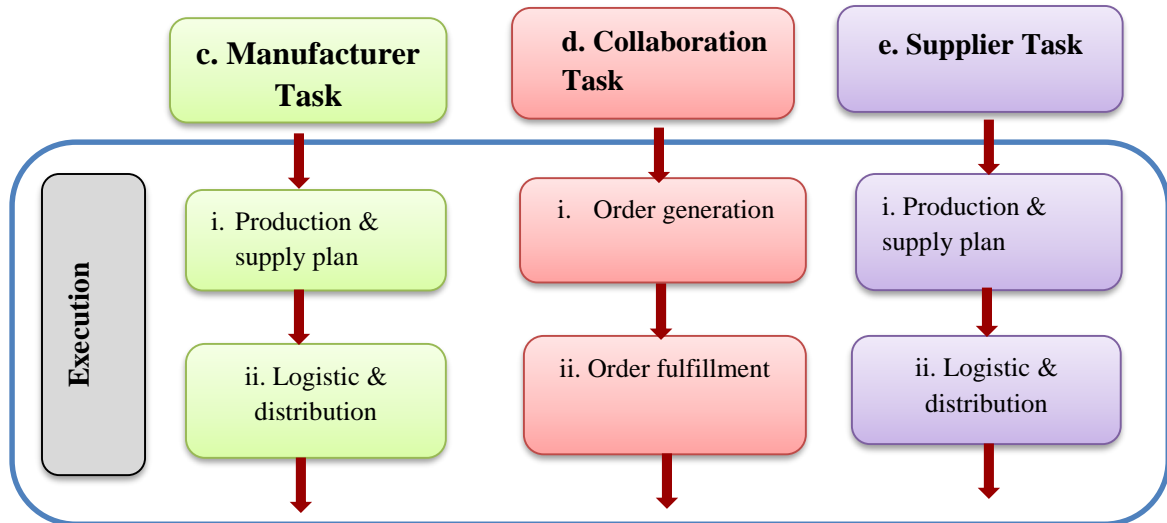 c. Manufacturer
Task
d. Collaboration
Task
e. Supplier Task
Execution
i. Production &
supply plan
i. Order generation
i. Production &
supply plan
ii. Logistic &
distribution
ii. Order fulfillment
ii. Logistic &
distribution